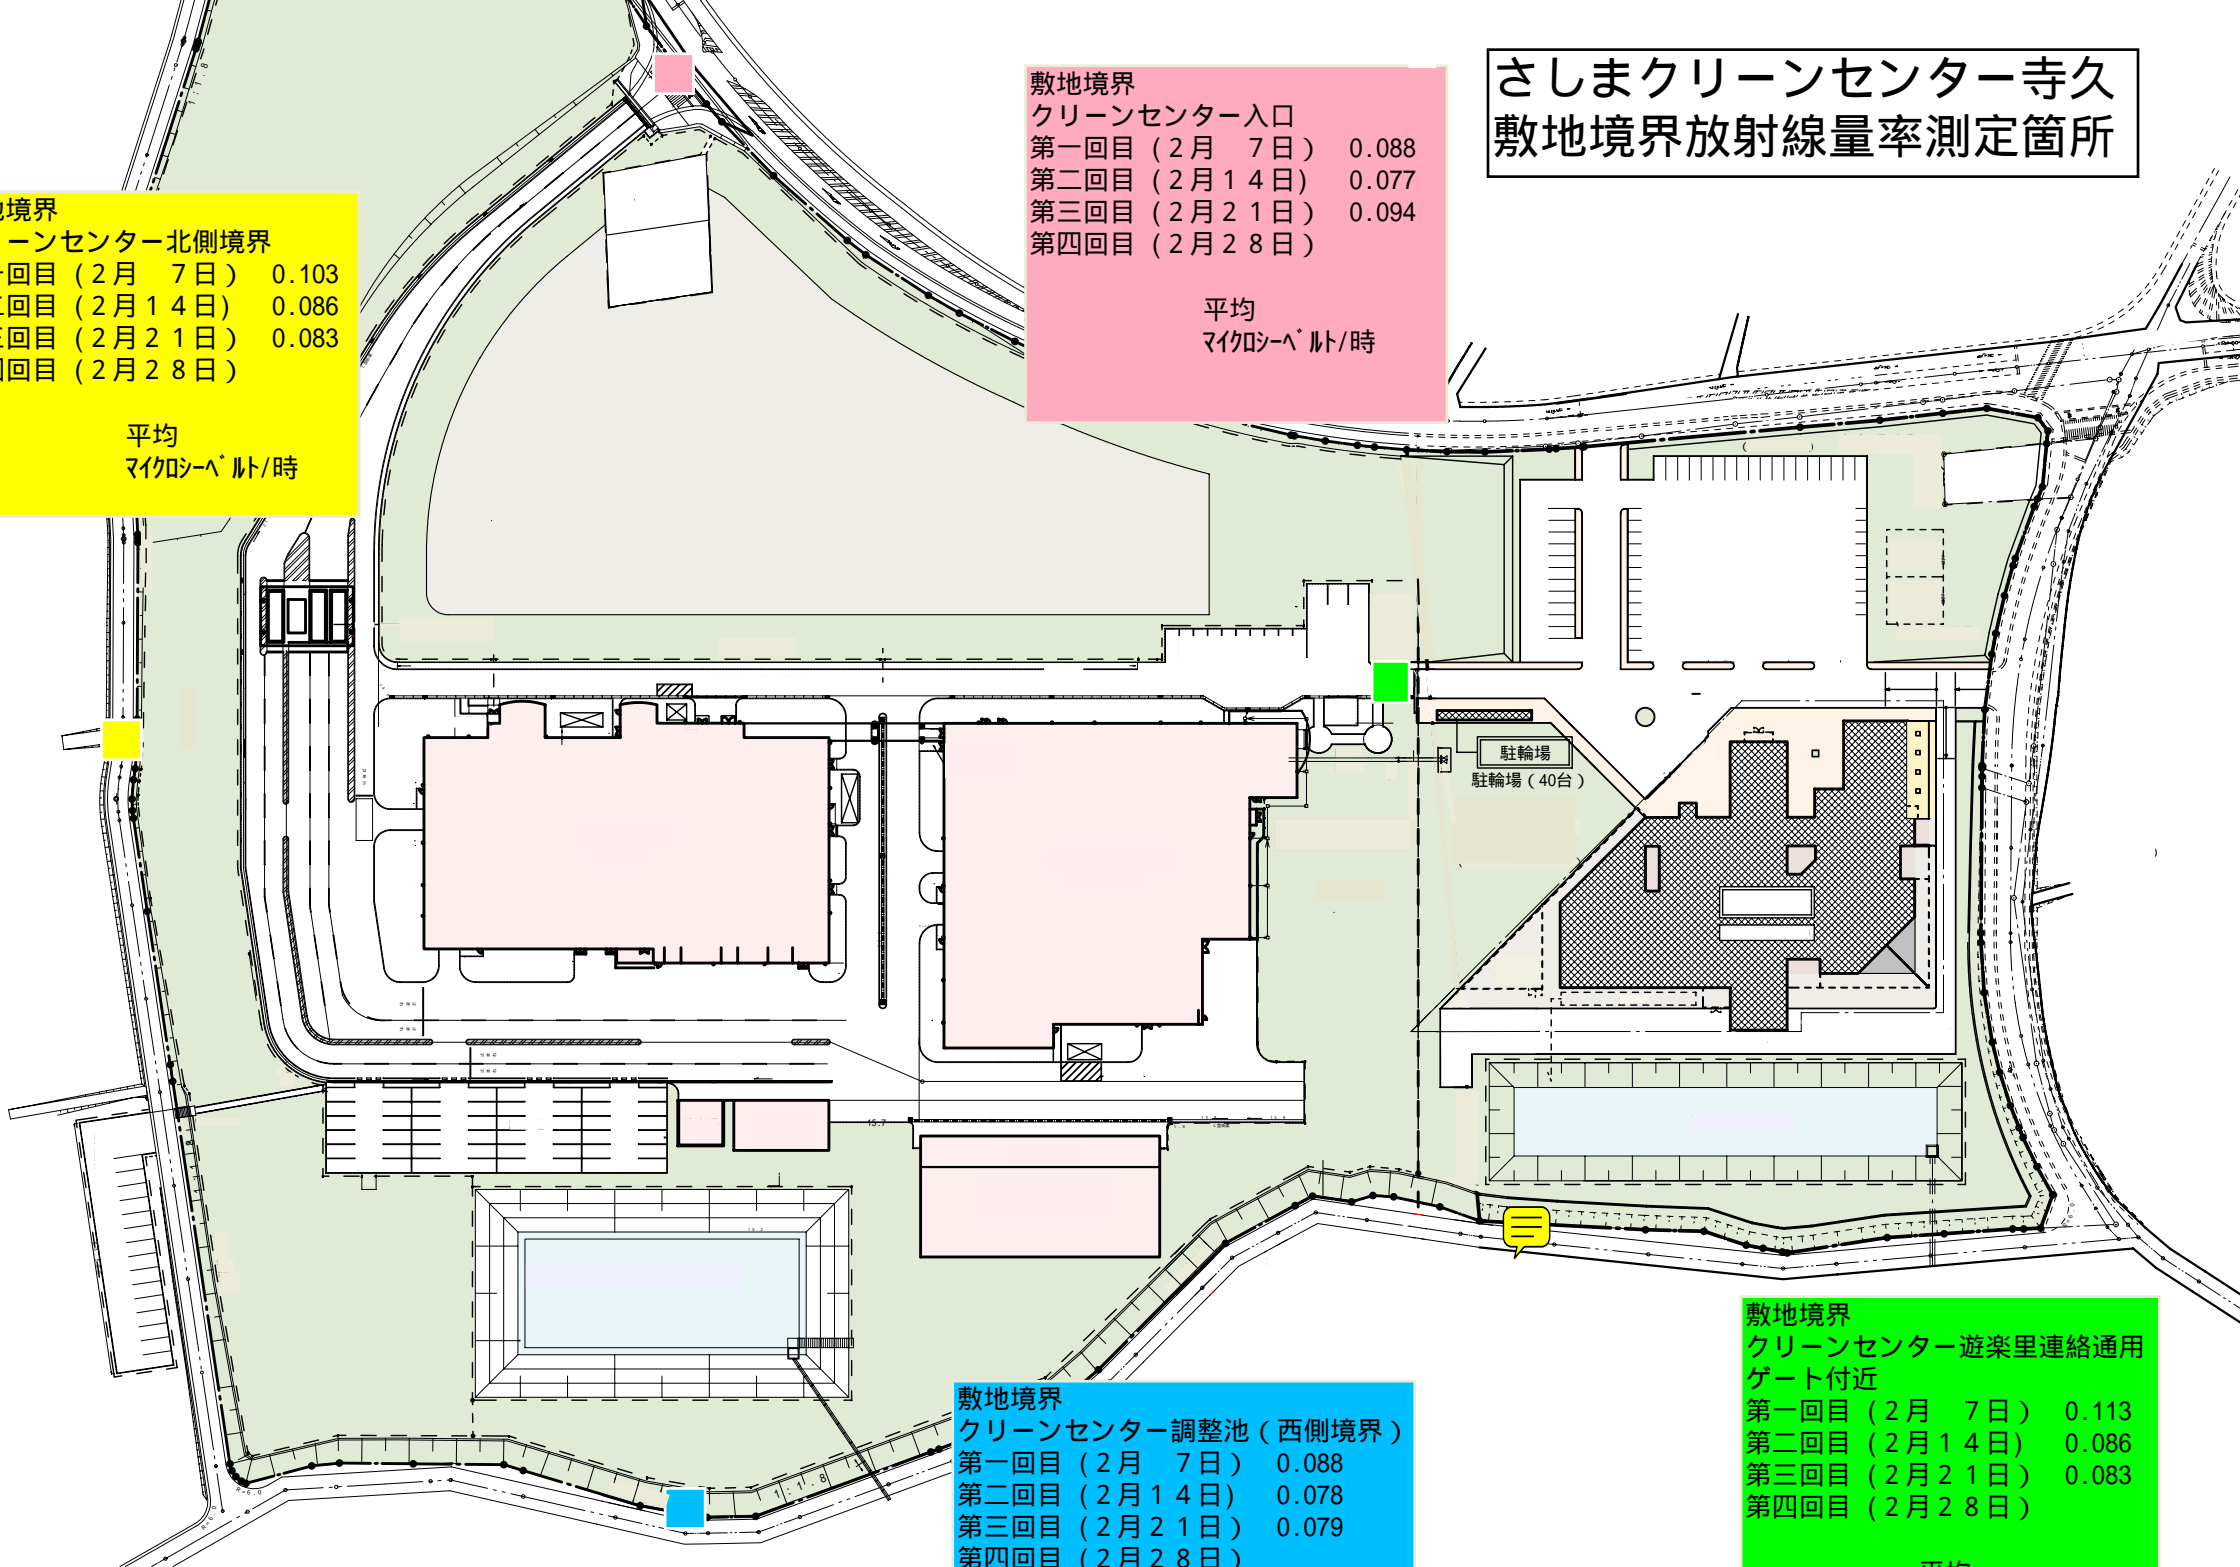 さしまクリーンセンター寺久
敷地境界放射線量率測定箇所
敷地境界
クリーンセンター入口
第一回目（2月　7日）　0.088
第二回目（2月14日)　0.077
第三回目（2月21日）　0.094
第四回目（2月28日）
平均
マイクロシーベルト/時
境界
ーンセンター北側境界
回目（2月　7日）　0.103
回目（2月14日)　0.086
回目（2月21日）　0.083
回目（2月28日）
平均
マイクロシーベルト/時
駐輪場
駐輪場（40台）
15.7
1:1.8
R=6.0
敷地境界
クリーンセンター調整池（西側境界）
第一回目（2月　7日）　0.088
第二回目（2月14日)　0.078
第三回目（2月21日）　0.079
第四回目（2月28日）
敷地境界
クリーンセンター遊楽里連絡通用
ゲート付近
第一回目（2月　7日）　0.113
第二回目（2月14日)　0.086
第三回目（2月21日）　0.083
第四回目（2月28日）
平均